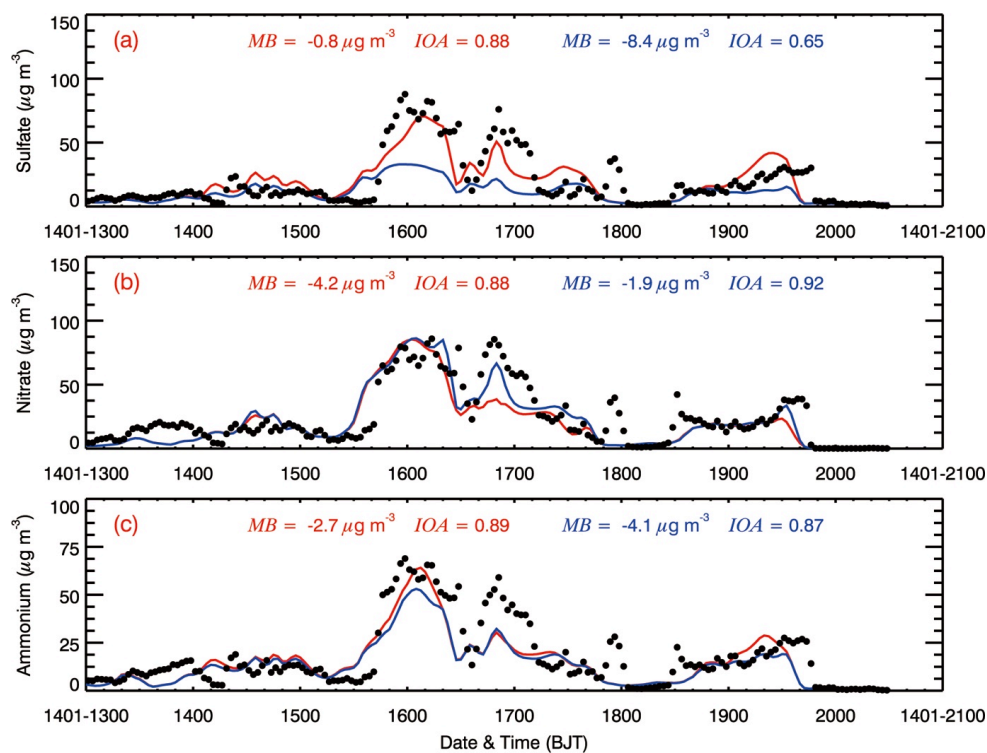 150
(a)
MB = -0.8 μg m-3 IOA = 0.88
MB = -8.4 μg m-3 IOA = 0.65
100
50
0
Sulfate (μg m-3)
1401-1300 1400 1500 1600 1700 1800 1900 2000 1401-2100
150
(b)
MB = -4.2 μg m-3 IOA = 0.88
MB = -1.9 μg m-3 IOA = 0.92
100
50
0
Nitrate (μg m-3)
1401-1300 1400 1500 1600 1700 1800 1900 2000 1401-2100
100
(c)
MB = -2.7 μg m-3 IOA = 0.89
MB = -4.1 μg m-3 IOA = 0.87
75
50
25
0
Ammonium (μg m-3)
1401-1300 1400 1500 1600 1700 1800 1900 2000 1401-2100
Date & Time (BJT)